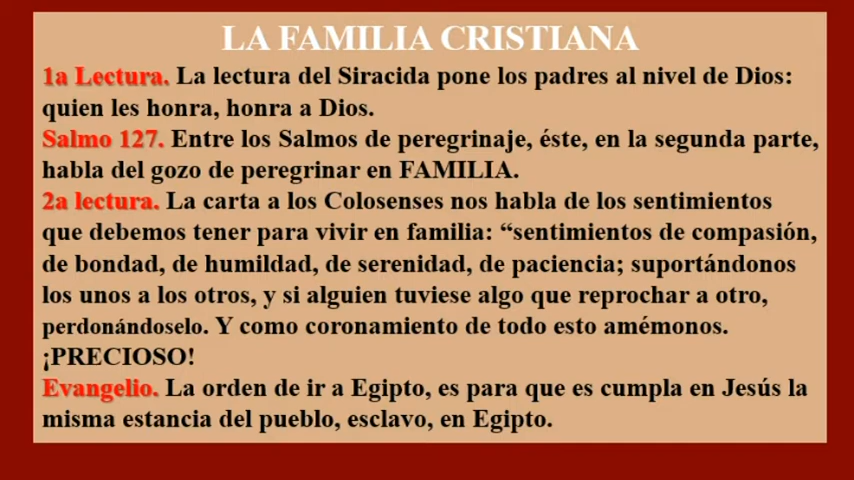 LA FAMILIA CRISTIANA
1a Lectura. La lectura del Siracida pone los padres al nivel de Dios:
quien les honra, honra a Dios.
Salmo 127. Entre los Salmos de peregrinaje, éste, en la segunda parte,
habla del gozo de peregrinar en FAMILIA.
2a lectura. La carta a los Colosenses nos habla de los sentimientos
que debemos tener para vivir en familia: “sentimientos de compasión,
de bondad, de humildad, de serenidad, de paciencia; suportándonos
los unos a los otros, y si alguien tuviese algo que reprochar a otro,
perdonándoselo. Y como coronamiento de todo esto amémonos.
¡PRECIOSO!
Evangelio. La orden de ir a Egipto, es para que es cumpla en Jesús la
misma estancia del pueblo, esclavo, en Egipto.